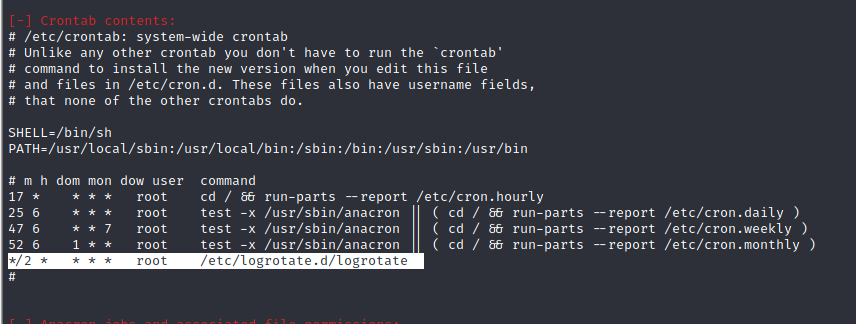 [-] Crontab contents:
# /etc/crontab: system-wide crontab
# Unlike any other crontab you don't have to run the `crontab'
# command to install the new version when you edit this file
# and files in /etc/cron.d. These files also have username fields,
# that none of the other crontabs do.
SHELL=/bin/sh
PATH=/usr/local/sbin:/usr/local/bin:/sbin:/bin:/usr/sbin:/usr/bin
# m h dom mon dow user  command
17 *    * * *   root    cd / && run-parts --report /etc/cron.hourly
25 6    * * *   root    test -x /usr/sbin/anacron || ( cd / && run-parts --report /etc/cron.daily )
47 6    * * 7   root    test -x /usr/sbin/anacron || ( cd / && run-parts --report /etc/cron.weekly )
52 6    1 * *   root    test -x /usr/sbin/anacron || ( cd / && run-parts --report /etc/cron.monthly )
*/2 *   * * *   root    /etc/logrotate.d/logrotate
#
[-] Anacron jobs and associated file permissions: